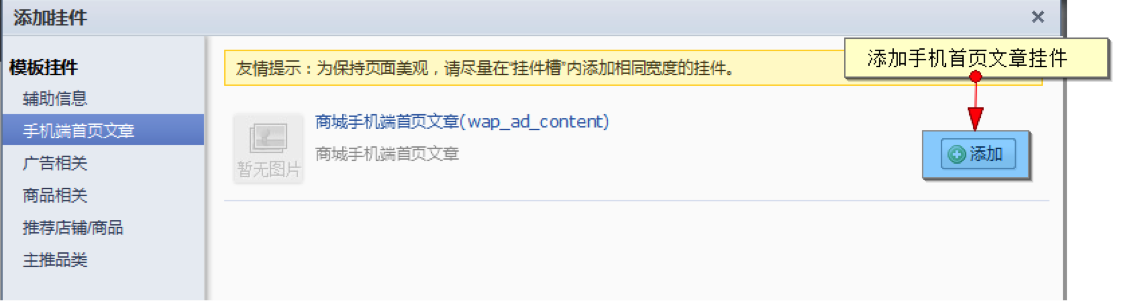 添加挂件
×
模板挂件
辅助信息
手机端首页文章
广告相关
商品相关
推荐店铺/商品
主推品类
友情提示：为保持页面美观，请尽量在“挂件槽”内添加相同宽度的挂件。
添加手机首页文章挂件
商城手机端首页文章(wap_ad_content)
商城手机端首页文章
暂无图片
添加